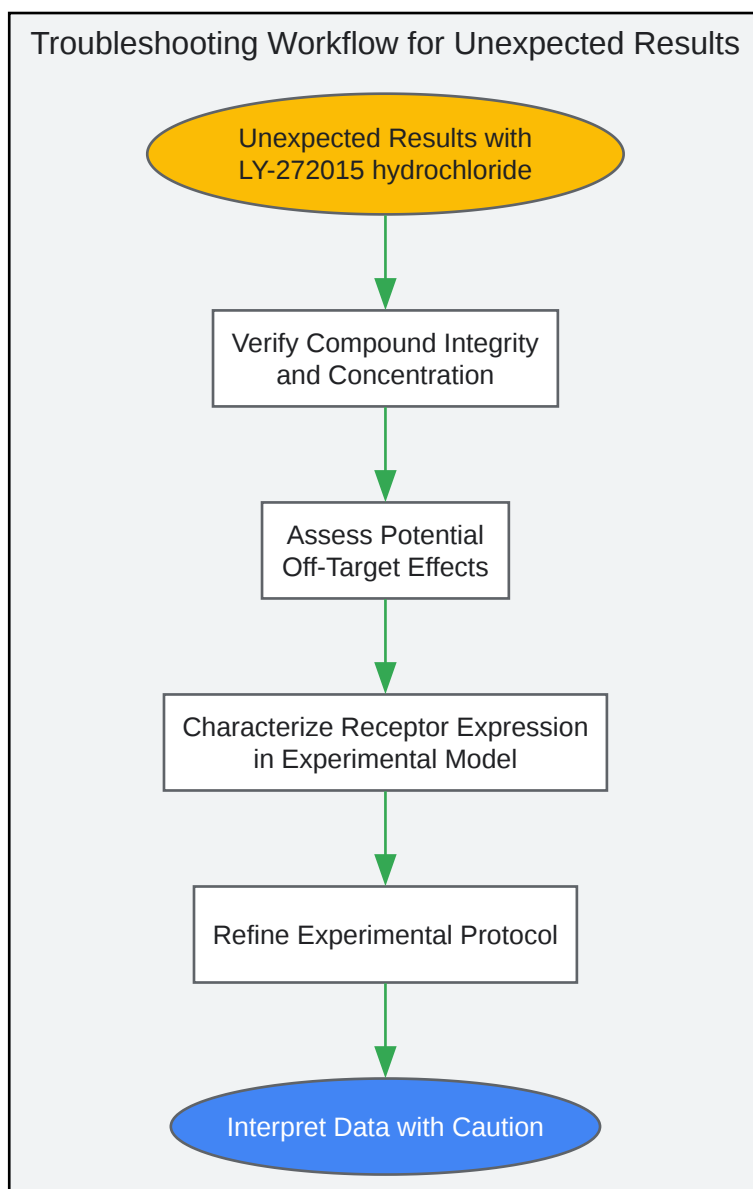 Troubleshooting Workflow for Unexpected Results
Unexpected Results with
LY-272015 hydrochloride
Verify Compound Integrity
and Concentration
Assess Potential
Off-Target Effects
Characterize Receptor Expression
in Experimental Model
Refine Experimental Protocol
Interpret Data with Caution